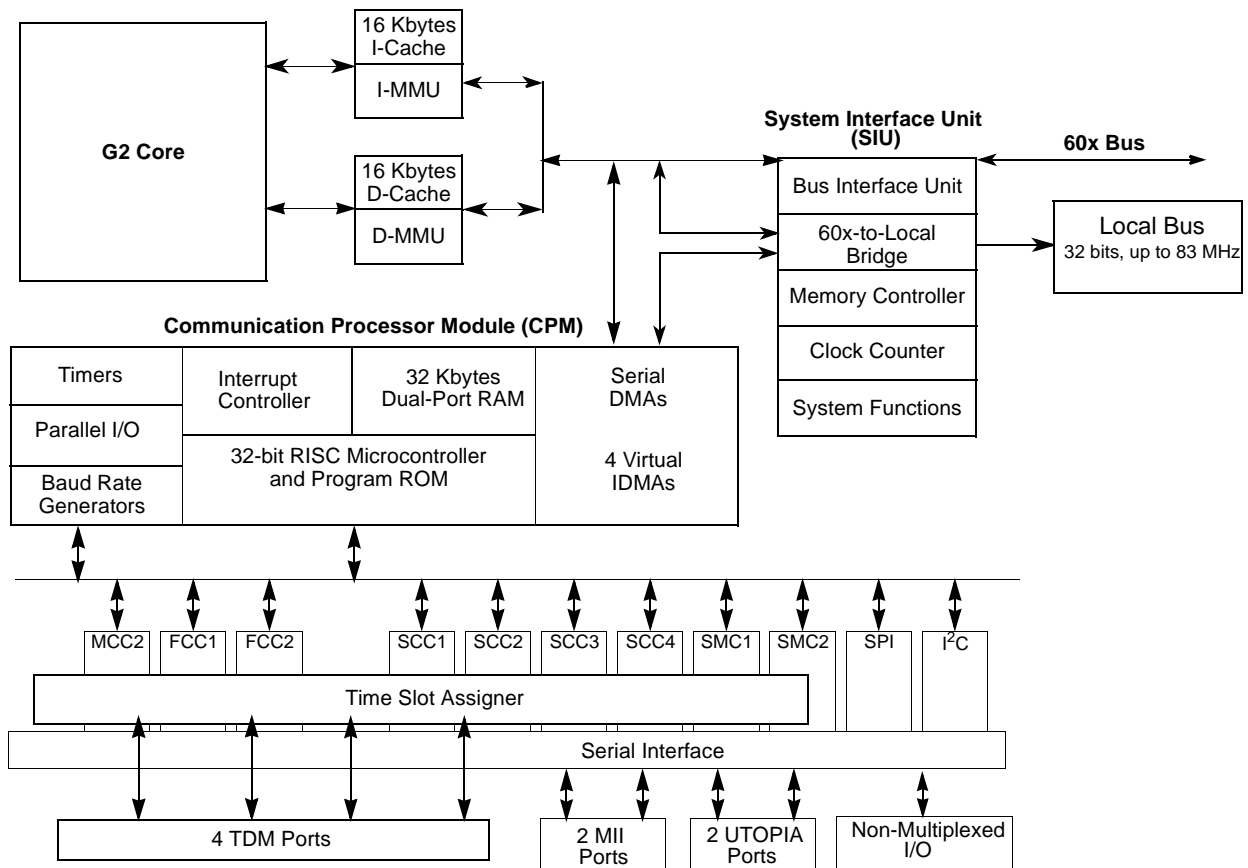 16 Kbytes
I-Cache
I-MMU
G2 Core
16 Kbytes
D-Cache
D-MMU
System Interface Unit
(SIU)
60x Bus
Bus Interface Unit
60x-to-Local
Bridge
Memory Controller
Clock Counter
System Functions
Local Bus
32 bits, up to 83 MHz
Communication Processor Module (CPM)
Timers
Parallel I/O
Baud Rate
Generators
Interrupt
Controller
32 Kbytes
Dual-Port RAM
32-bit RISC Microcontroller
and Program ROM
Serial
DMAs
4 Virtual
IDMAs
MCC2
FCC1
FCC2
SCC1
SCC2
SCC3
SCC4
SMC1
SMC2
SPI
I²C
Time Slot Assigner
Serial Interface
4 TDM Ports
2 MII
Ports
2 UTOPIA
Ports
Non-Multiplexed
I/O